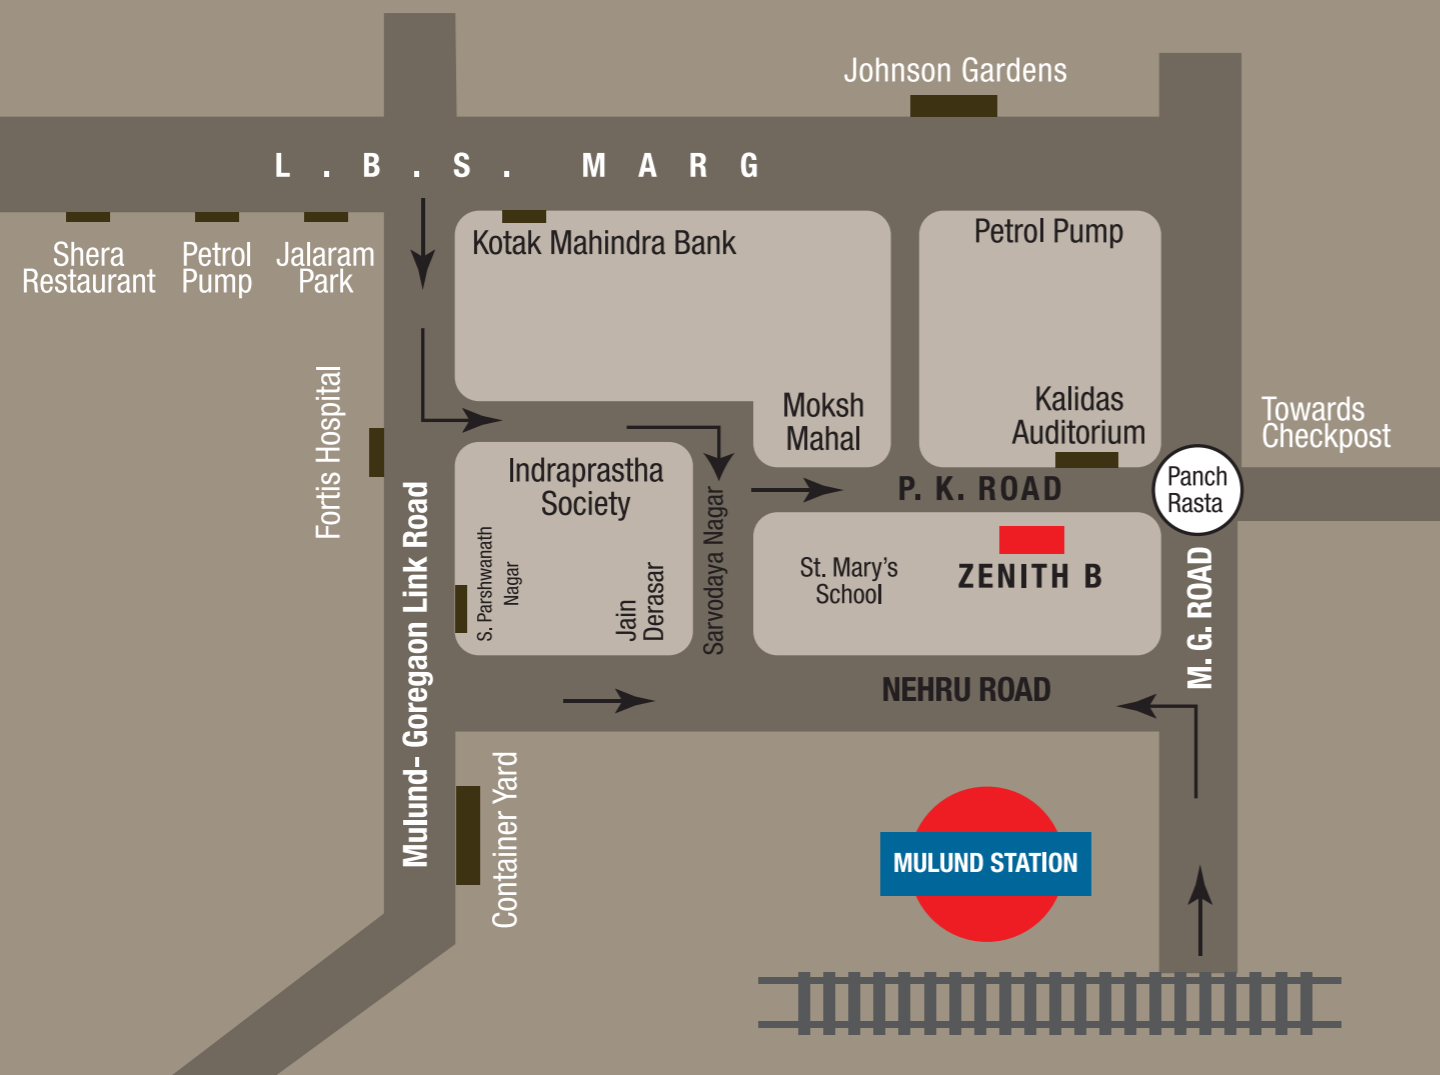 Johnson Gardens
L.B.S. MARG
Shera
Restaurant
Petrol
Pump
Jalaram
Park
Kotak Mahindra Bank
Petrol Pump
Fortis Hospital
Moksh
Mahal
Kalidas
Auditorium
Towards
Checkpost
Indraprastha
Society
P. K. ROAD
Panch
Rasta
Mulund- Goregaon Link Road
S. Parshwanath
Nagar
Jain
Derasar
Sarvodaya Nagar
St. Mary's
School
ZENITH B
M. G. ROAD
NEHRU ROAD
Container Yard
MULUND STATION